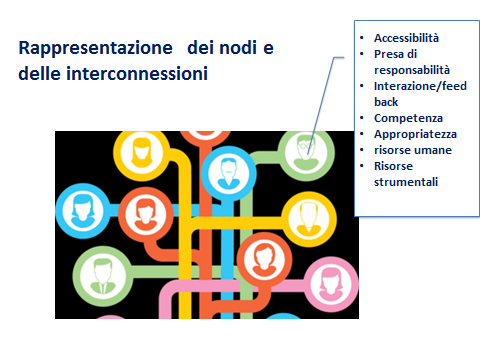 Rappresentazione dei nodi e
delle interconnessioni
• Accessibilità
• Presa di
responsabilità
• Interazione/feed
back
• Competenza
• Appropriatezza
• risorse umane
• Risorse
strumentali